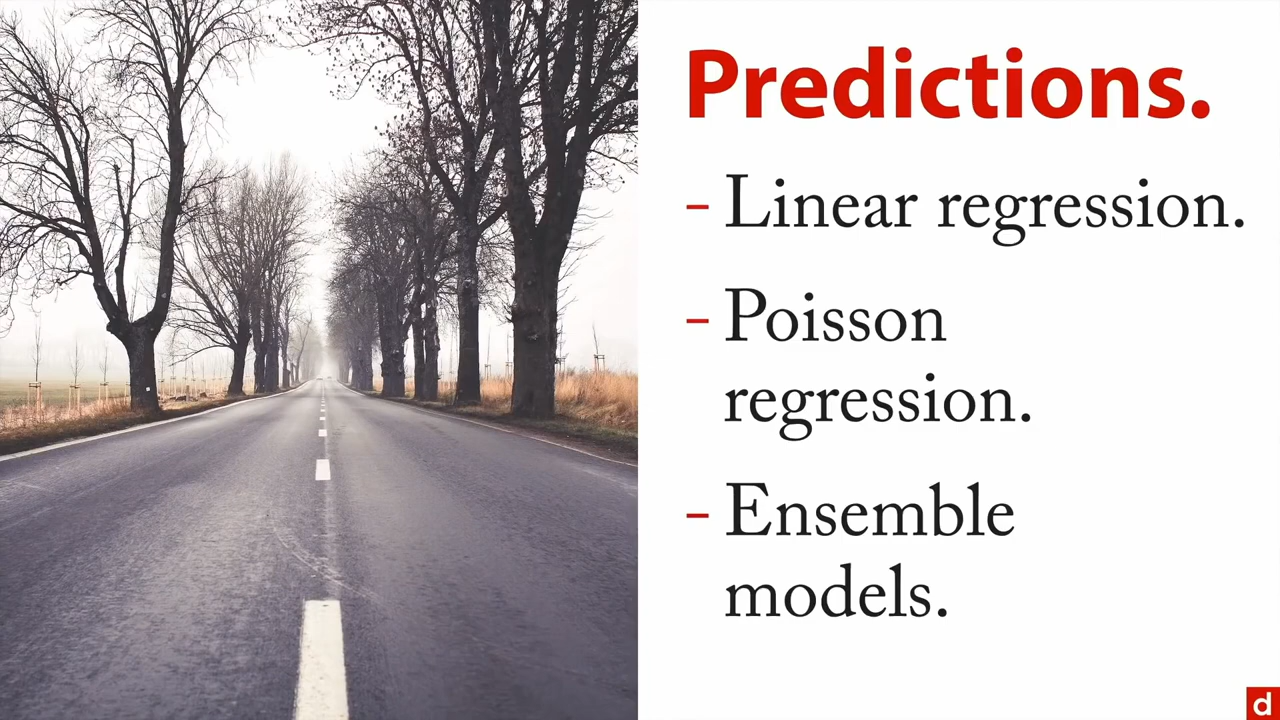 Predictions.
- Linear regression.
- Poisson
regression.
- Ensemble
models.
d